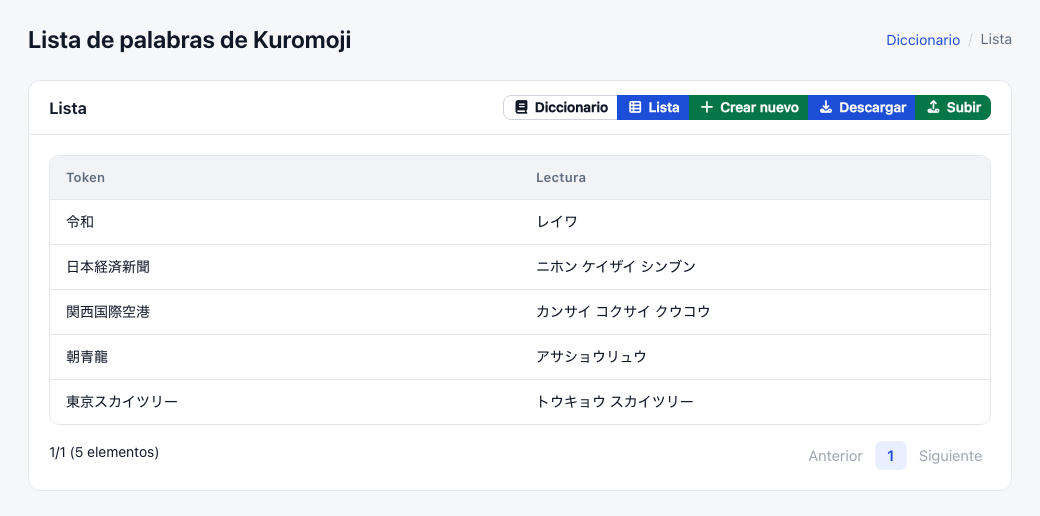 Lista de palabras de Kuromoji
Diccionario / Lista
Lista
Diccionario Lista Crear nuevo Descargar Subir
Token Lectura
令和 レイワ
日本経済新聞 ニホン ケイザイ シンブン
関西国際空港 カンサイ コクサイ クウコウ
朝青龍 アサショウリュウ
東京スカイツリー トウキョウ スカイツリー
1/1 (5 elementos)
Anterior 1 Siguiente